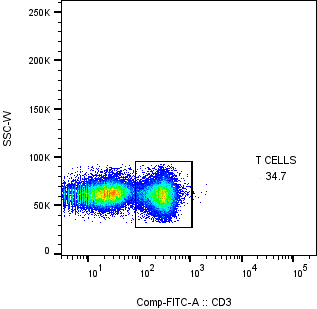 250K
200K
150K
100K
50K
0
SSC-W
T CELLS
34.7
10^1 10^2 10^3 10^4 10^5
Comp-FITC-A :: CD3